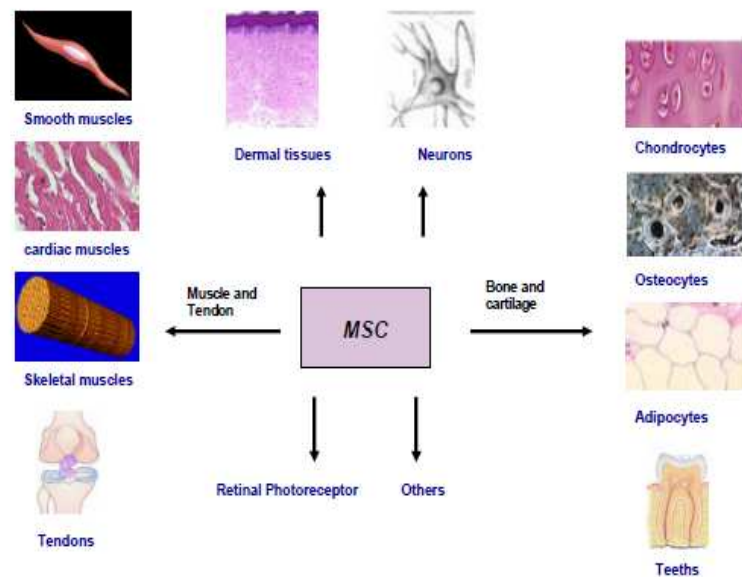 Smooth muscles
Dermal tissues
Neurons
Chondrocytes
cardiac muscles
Osteocytes
Muscle and
Tendon
Bone and
cartilage
MSC
Skeletal muscles
Adipocytes
Retinal Photoreceptor
Others
Tendons
Teeths